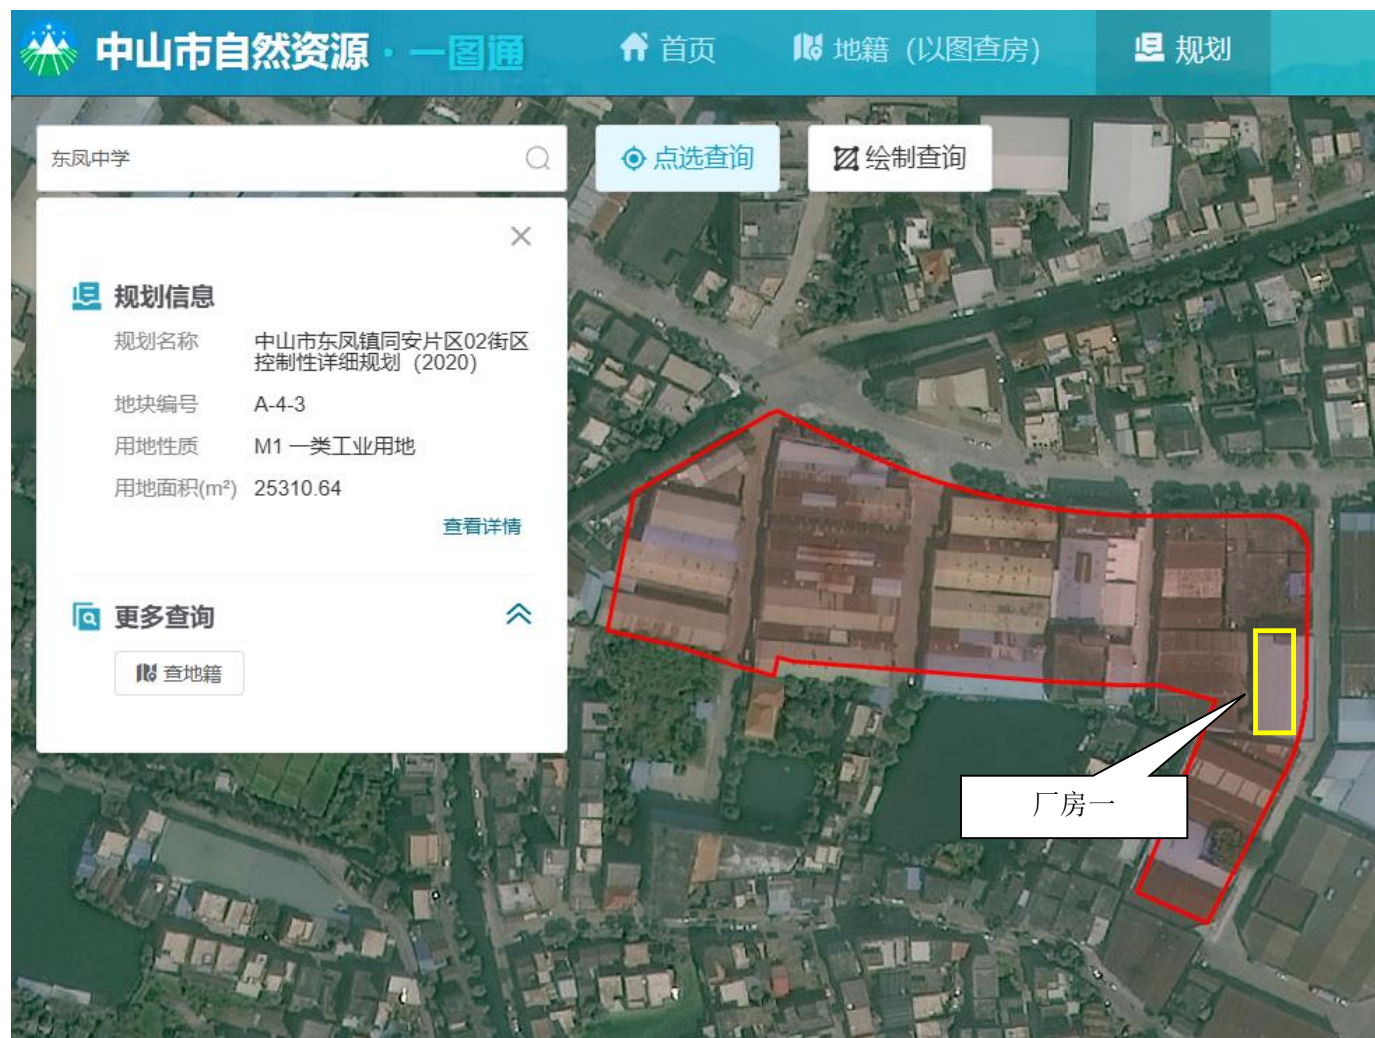 中山市自然资源·一图通
首页
地籍（以图查房）
规划
东凤中学
点选查询
绘制查询
规划信息
规划名称 中山市东凤镇同安片区02街区
控制性详细规划（2020）
地块编号 A-4-3
用地性质 M1 一类工业用地
用地面积(m²) 25310.64
查看详情
更多查询
查地籍
厂房一